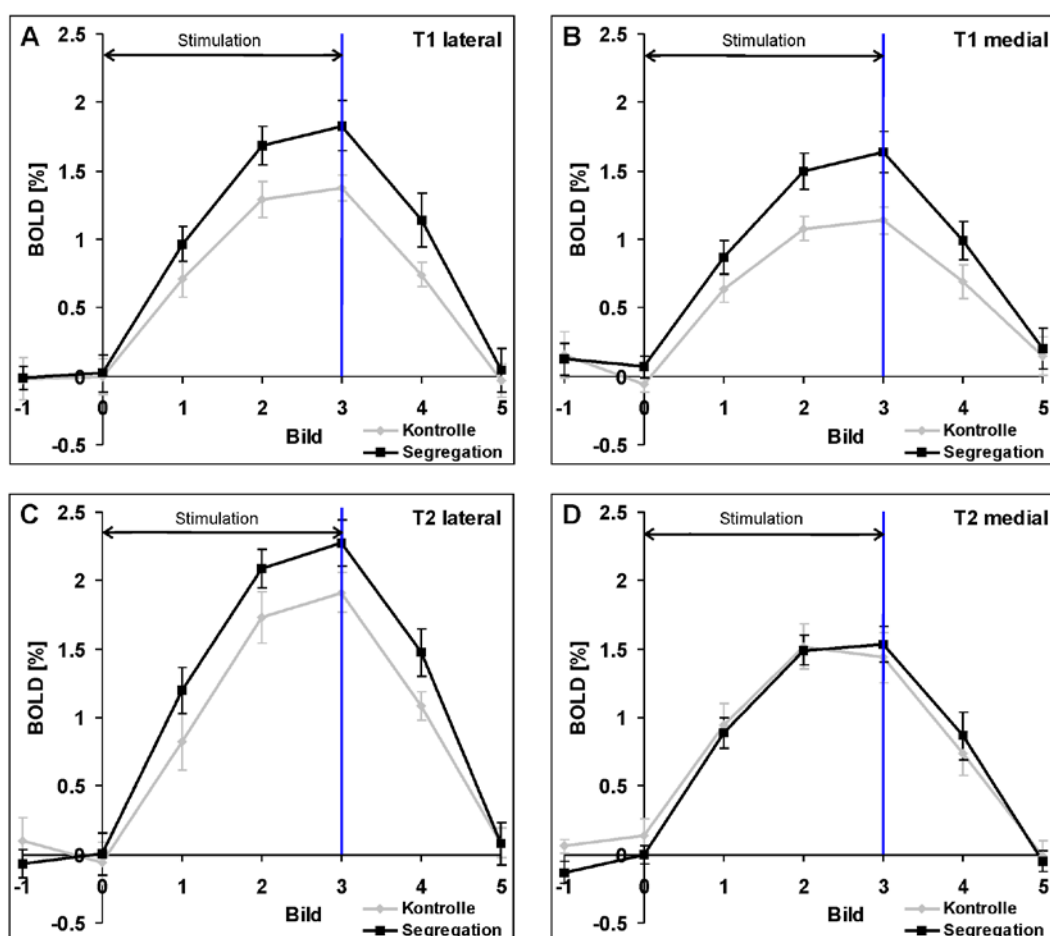 A
T1 lateral
Stimulation
2.5
2
1.5
1
0.5
0
-0.5
BOLD [%]
-1 0 1 2 3 4 5
Bild
Kontrolle
Segregation
B
T1 medial
Stimulation
2.5
2
1.5
1
0.5
0
-0.5
BOLD [%]
-1 0 1 2 3 4 5
Bild
Kontrolle
Segregation
C
T2 lateral
Stimulation
2.5
2
1.5
1
0.5
0
-0.5
BOLD [%]
-1 0 1 2 3 4 5
Bild
Kontrolle
Segregation
D
T2 medial
Stimulation
2.5
2
1.5
1
0.5
0
-0.5
BOLD [%]
-1 0 1 2 3 4 5
Bild
Kontrolle
Segregation